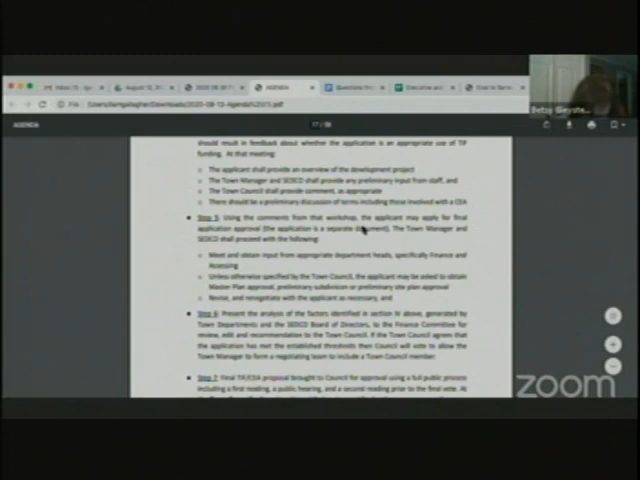 AGENDA
File | /Users/liamgallagher/Downloads/2020-08-10-Agenda
AGENDA
17 /
should result in feedback about whether the application is an appropriate use of TIF
funding. At that meeting:
o The applicant shall provide an overview of the development project
o The Town Manager and SEDCO shall provide any preliminary input from staff, and
o The Town Council shall provide comment, as appropriate
o There should be a preliminary discussion of terms including those involved with a CEA
• Step 5: Using the comments from that workshop, the applicant may apply for final
application approval (the application is a separate document). The Town Manager and
SEDCO shall proceed with the following:
o Meet and obtain input from appropriate department heads, specifically Finance and
Assessing
o Unless otherwise specified by the Town Council, the applicant may be asked to obtain
Master Plan approval, preliminary subdivision or preliminary site plan approval
o Revise, and renegotiate with the applicant as necessary, and
• Step 6: Present the analysis of the factors identified in section IV above, generated by
Town Departments and the SEDCO Board of Directors, to the Finance Committee for
review, edit and recommendation to the Town Council. If the Town Council agrees that
the application has met the established thresholds then Council will vote to allow the
Town Manager to form a negotiating team to include a Town Council member.
• Step 7: Final TIF/CEA proposal brought to Council for approval using a full public process
including a first reading, a public hearing, and a second reading prior to the final vote. At
zoom